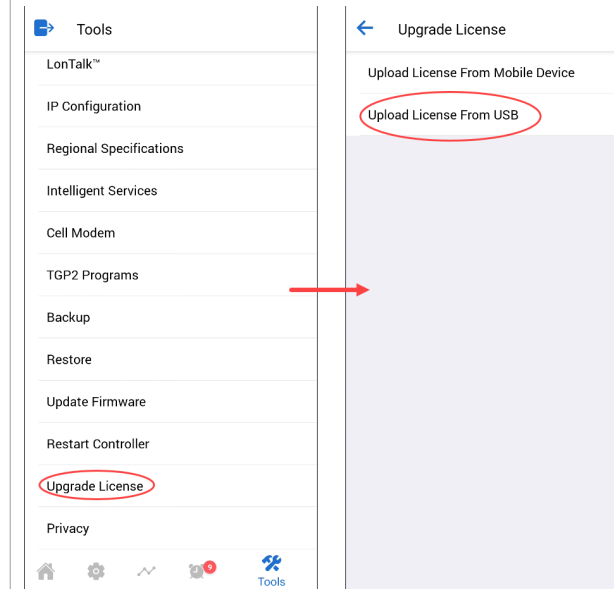 Tools
LonTalk™
IP Configuration
Regional Specifications
Intelligent Services
Cell Modem
TGP2 Programs
Backup
Restore
Update Firmware
Restart Controller
Upgrade License
Privacy
9
Tools
Upgrade License
Upload License From Mobile Device
Upload License From USB